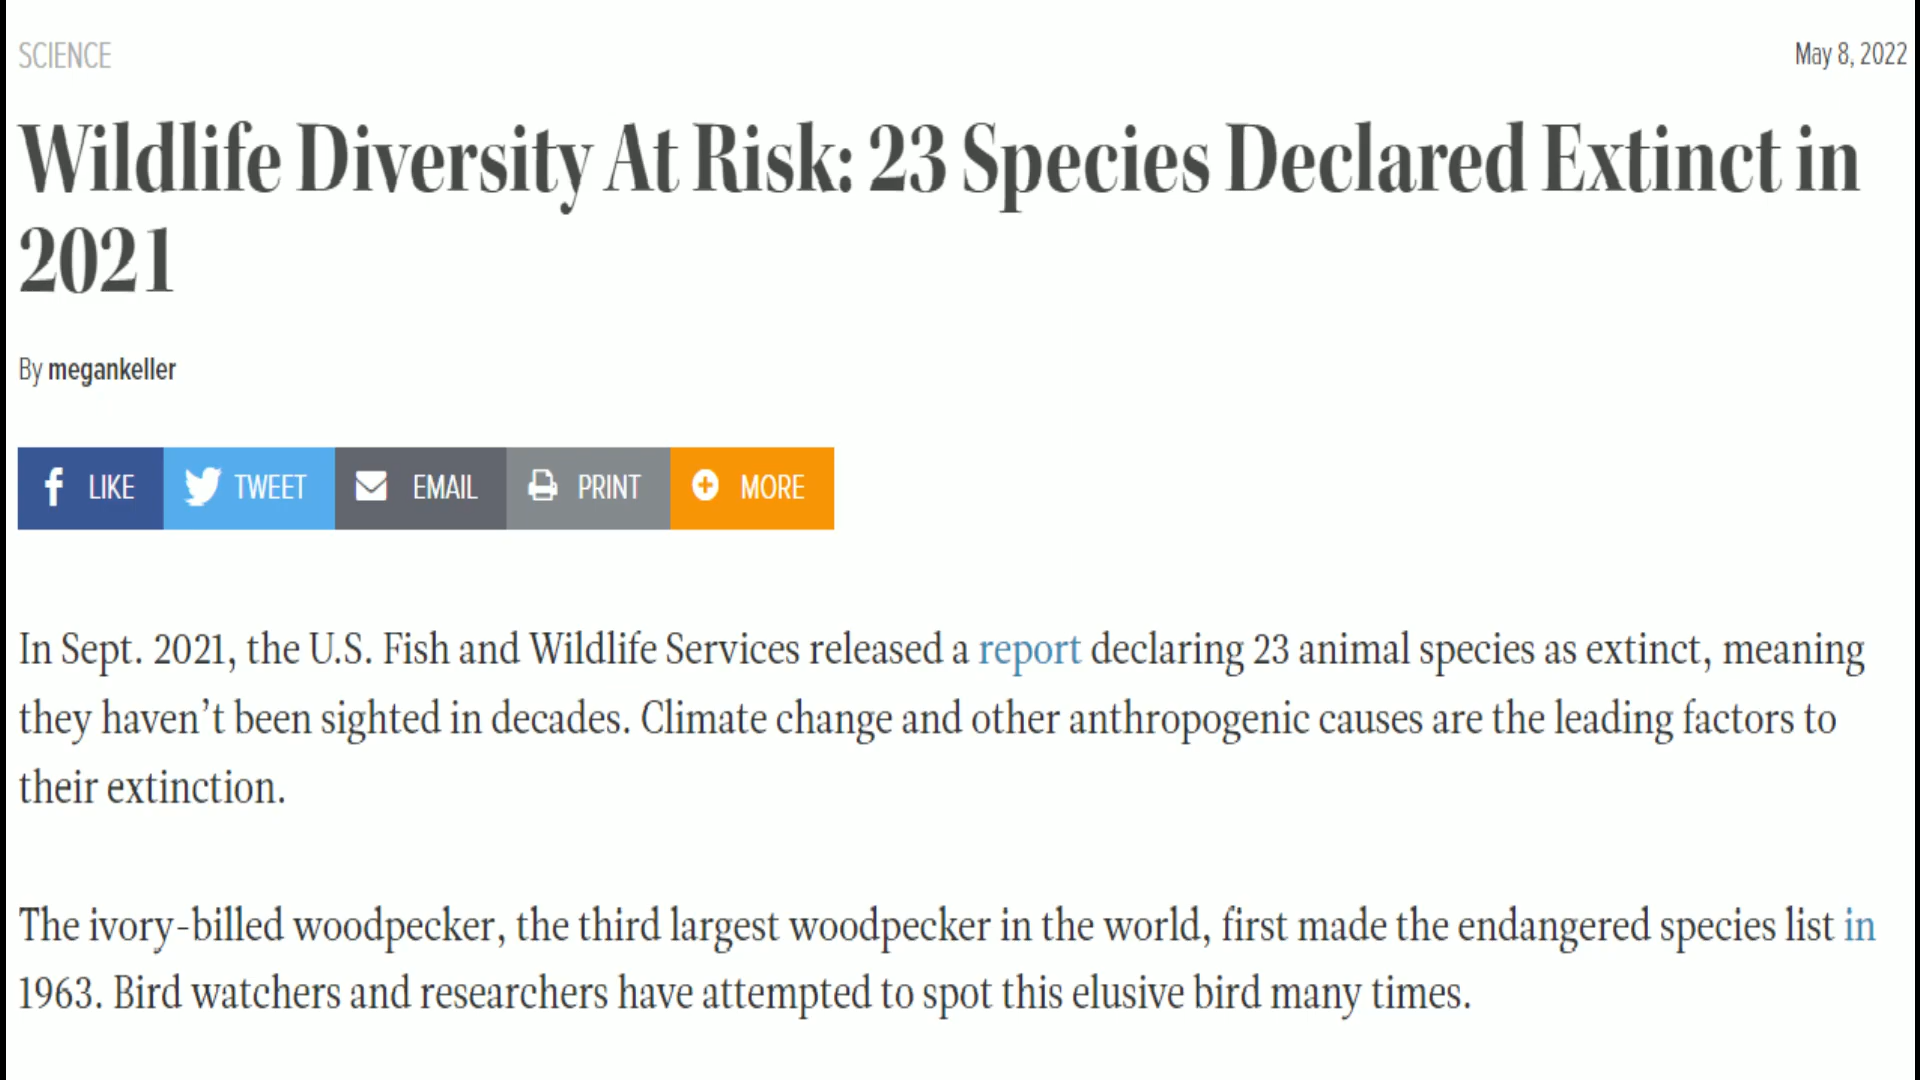 SCIENCE
May 8, 2022
Wildlife Diversity At Risk: 23 Species Declared Extinct in
2021
By megankeller
LIKE
TWEET
EMAIL
PRINT
MORE
In Sept. 2021, the U.S. Fish and Wildlife Services released a report declaring 23 animal species as extinct, meaning
they haven’t been sighted in decades. Climate change and other anthropogenic causes are the leading factors to
their extinction.
The ivory-billed woodpecker, the third largest woodpecker in the world, first made the endangered species list in
1963. Bird watchers and researchers have attempted to spot this elusive bird many times.